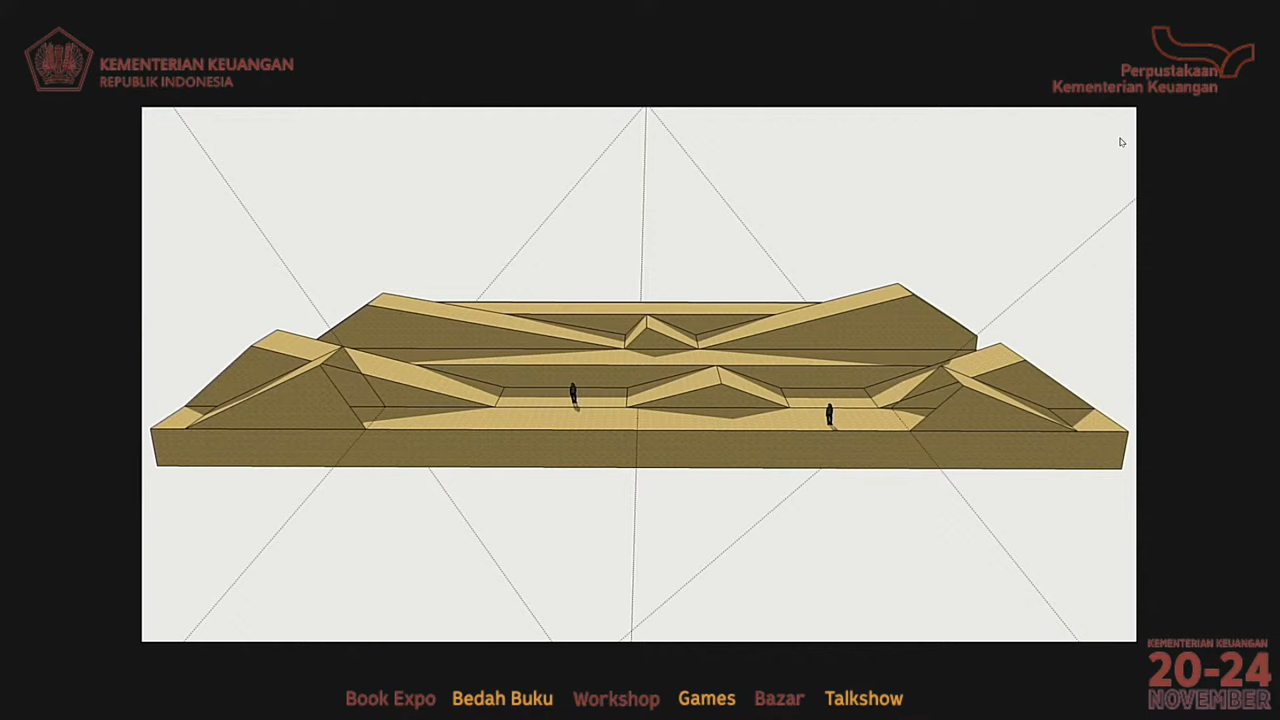 KEMENTERIAN KEUANGAN
REPUBLIK INDONESIA
Perpustakaan
Kementerian Keuangan
KEMENTERIAN KEUANGAN
20-24
NOVEMBER
Book Expo Bedah Buku Workshop Games Bazar Talkshow